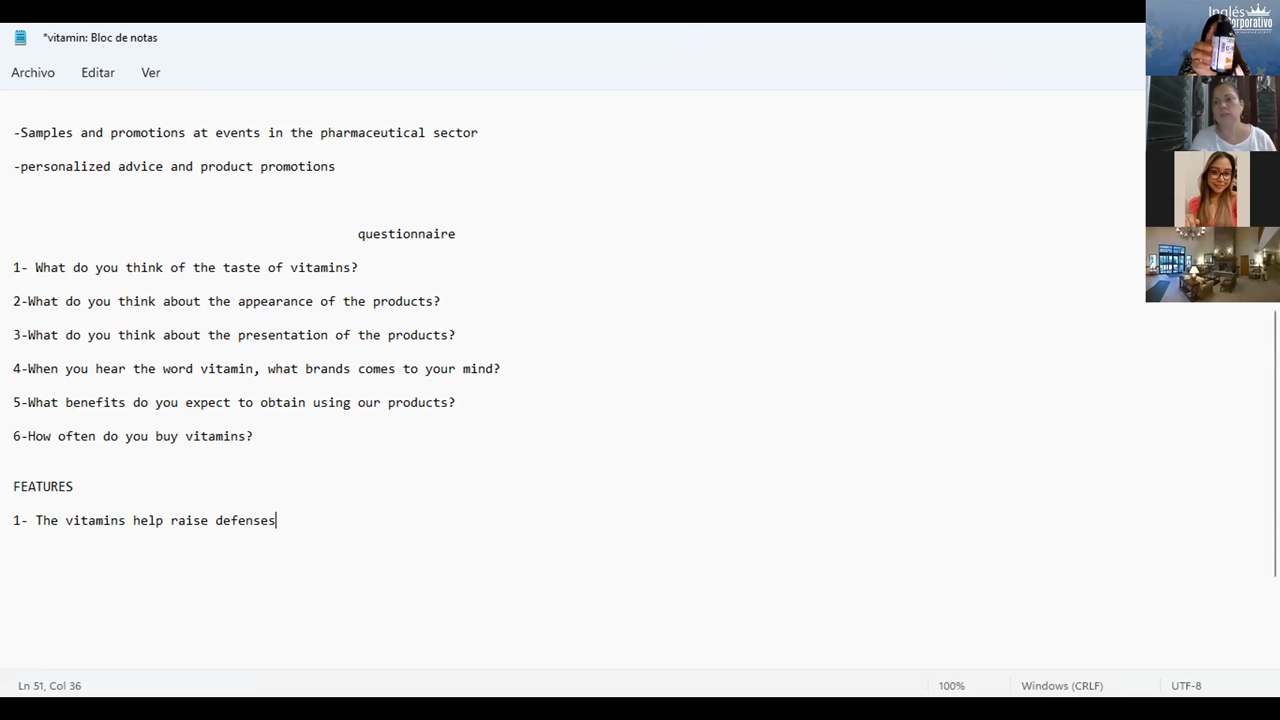 *vitamin: Bloc de notas
Archivo Editar Ver
-Samples and promotions at events in the pharmaceutical sector
-personalized advice and product promotions
questionnaire
1- What do you think of the taste of vitamins?
2-What do you think about the appearance of the products?
3-What do you think about the presentation of the products?
4-When you hear the word vitamin, what brands comes to your mind?
5-What benefits do you expect to obtain using our products?
6-How often do you buy vitamins?
FEATURES
1- The vitamins help raise defenses
Ln 51, Col 36
100%
Windows (CRLF)
UTF-8
Inglés
orporativo